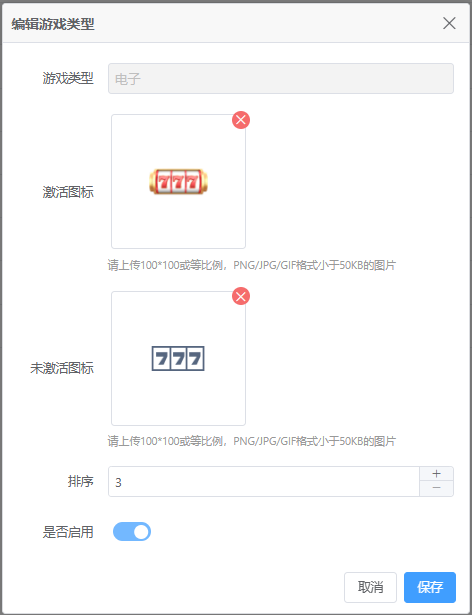 编辑游戏类型
游戏类型
电子
激活图标
777
请上传100*100或等比例，PNG/JPG/GIF格式小于50KB的图片
未激活图标
777
请上传100*100或等比例，PNG/JPG/GIF格式小于50KB的图片
排序
3
是否启用
取消
保存